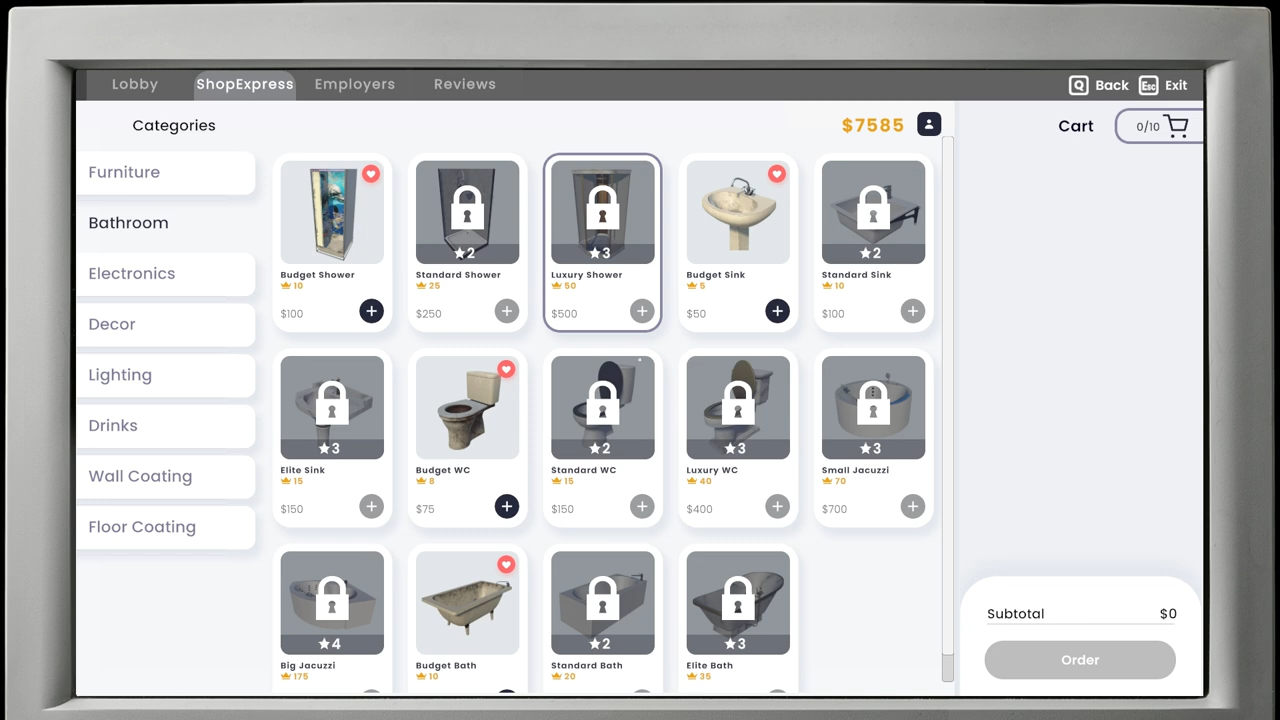 Lobby ShopExpress Employers Reviews Q Back Esc Exit
Categories $7585 Cart 0/10
Furniture
Bathroom
Electronics
Decor
Lighting
Drinks
Wall Coating
Floor Coating
2 3 2
Budget Shower Standard Shower Luxury Shower Budget Sink Standard Sink
10 25 50 5 10
$100 $250 $500 $50 $100
3 2 3 3
Elite Sink Budget WC Standard WC Luxury WC Small Jacuzzi
15 8 15 40 70
$150 $75 $150 $400 $700
4 2 3
Big Jacuzzi Budget Bath Standard Bath Elite Bath
175 10 20 35
Subtotal $0
Order